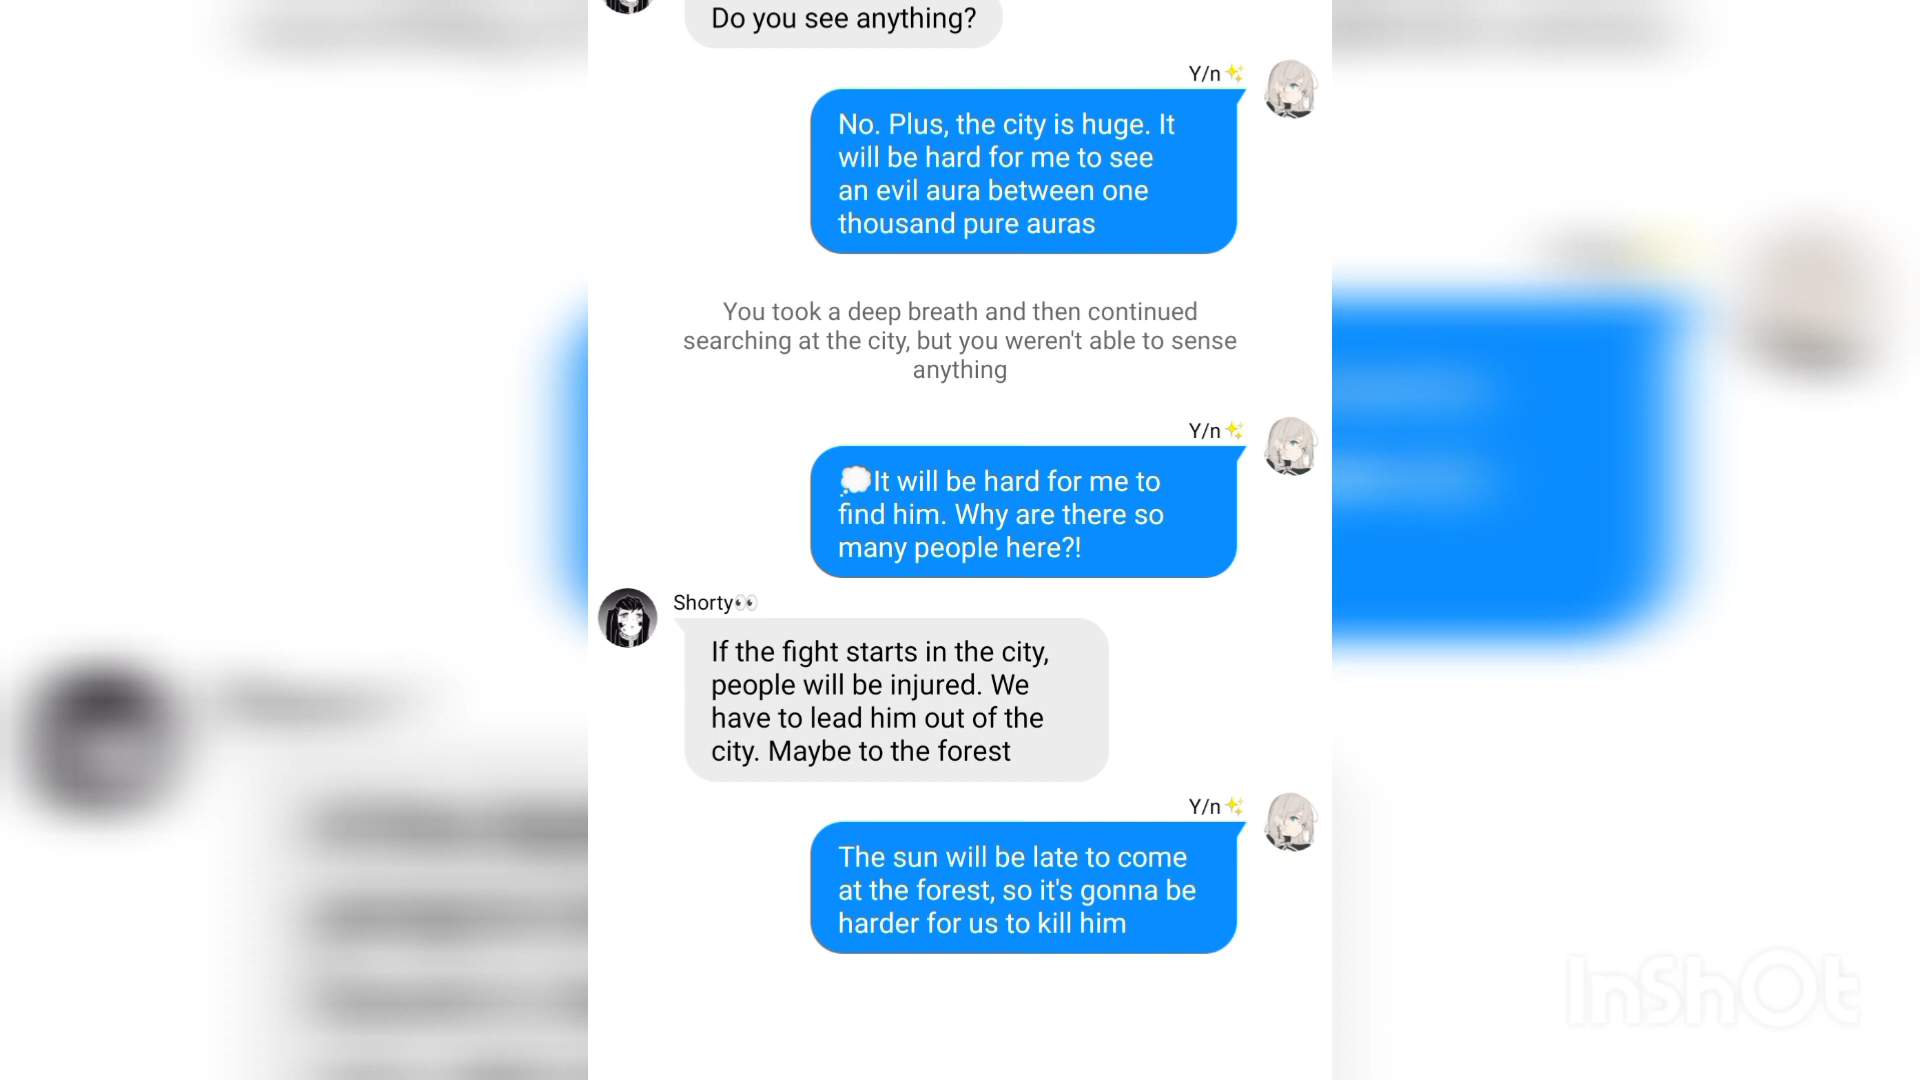 Do you see anything?
Y/n✨
No. Plus, the city is huge. It
will be hard for me to see
an evil aura between one
thousand pure auras
You took a deep breath and then continued
searching at the city, but you weren't able to sense
anything
Y/n✨
💭It will be hard for me to
find him. Why are there so
many people here?!
Shorty👀
If the fight starts in the city,
people will be injured. We
have to lead him out of the
city. Maybe to the forest
Y/n✨
The sun will be late to come
at the forest, so it's gonna be
harder for us to kill him
InShOt